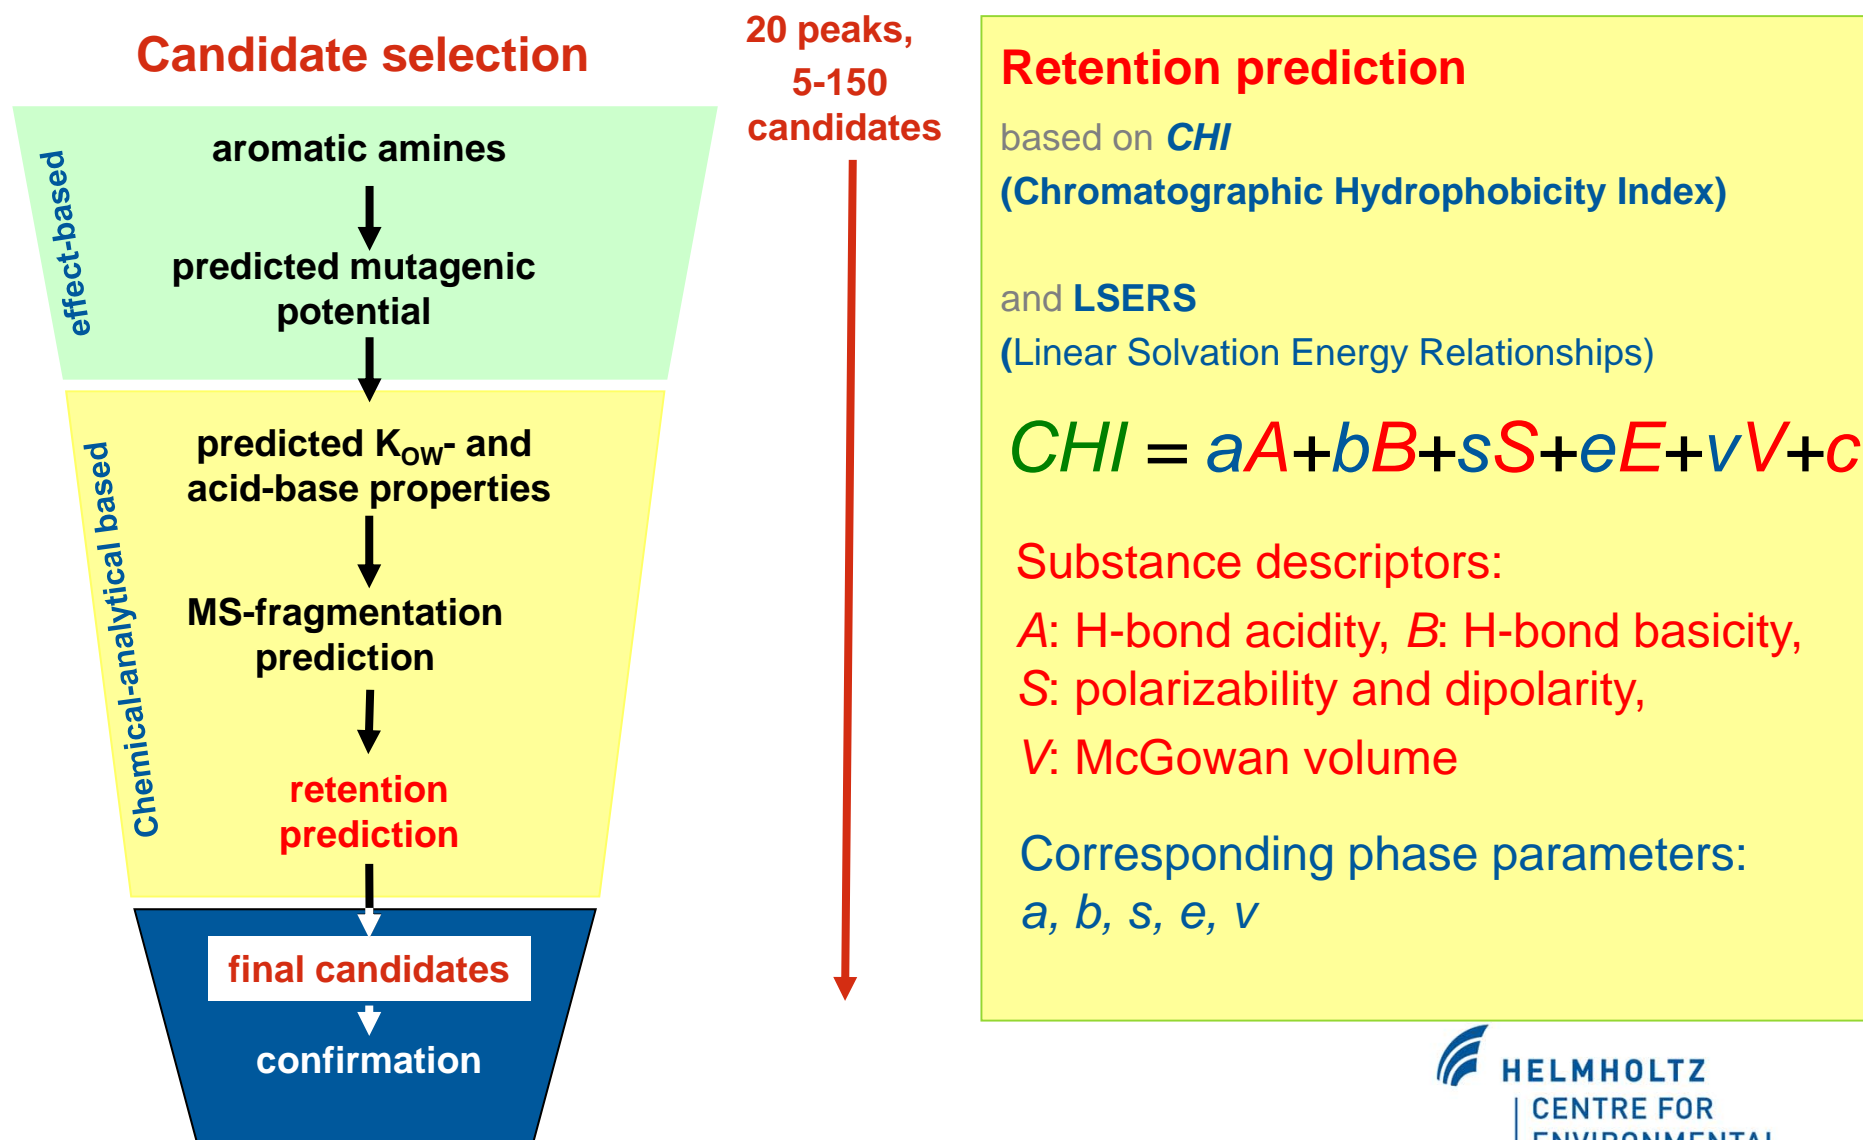 Candidate selection
effect-based
aromatic amines
predicted mutagenic
potential
Chemical-analytical based
predicted KOW- and
acid-base properties
MS-fragmentation
prediction
retention
prediction
final candidates
confirmation
20 peaks,
5-150
candidates
Retention prediction
based on CHI
(Chromatographic Hydrophobicity Index)
and LSERS
(Linear Solvation Energy Relationships)
CHI = aA+bB+sS+eE+vV+c
Substance descriptors:
A: H-bond acidity, B: H-bond basicity,
S: polarizability and dipolarity,
V: McGowan volume
Corresponding phase parameters:
a, b, s, e, v
HELMHOLTZ
CENTRE FOR
ENVIRONMENTAL